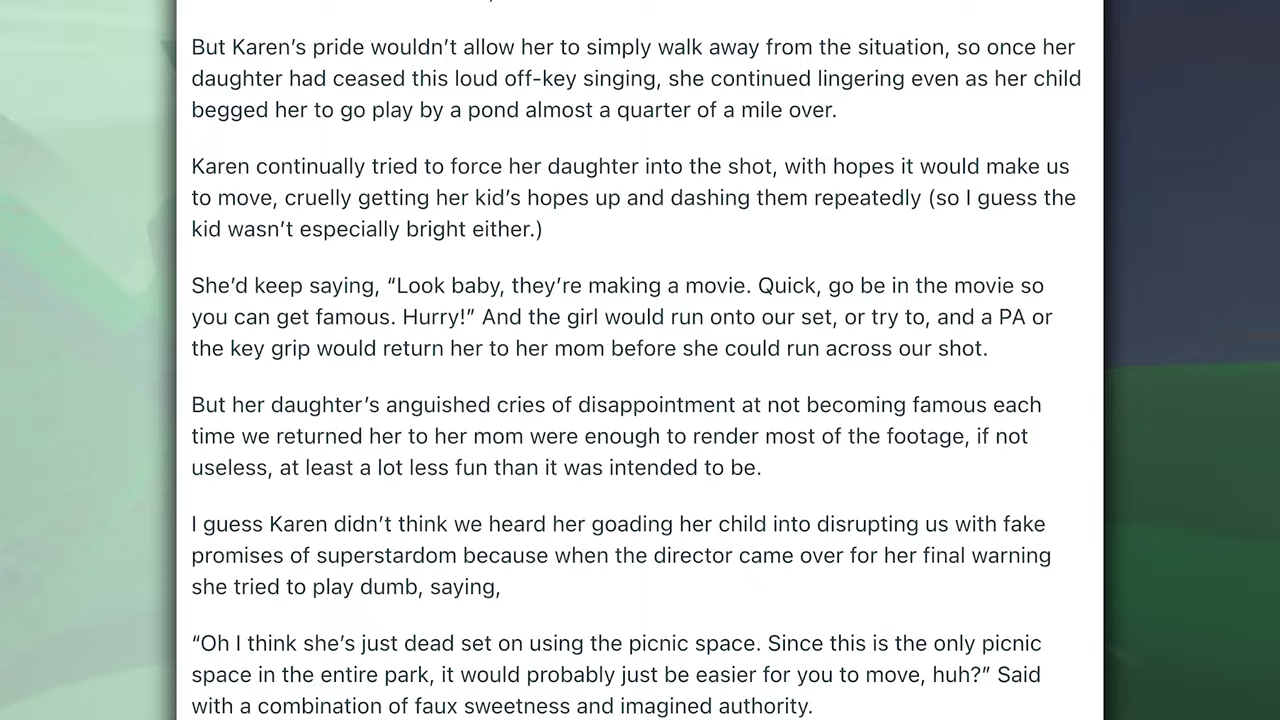 But Karen’s pride wouldn’t allow her to simply walk away from the situation, so once her
daughter had ceased this loud off-key singing, she continued lingering even as her child
begged her to go play by a pond almost a quarter of a mile over.
Karen continually tried to force her daughter into the shot, with hopes it would make us
to move, cruelly getting her kid’s hopes up and dashing them repeatedly (so I guess the
kid wasn’t especially bright either.)
She’d keep saying, “Look baby, they’re making a movie. Quick, go be in the movie so
you can get famous. Hurry!” And the girl would run onto our set, or try to, and a PA or
the key grip would return her to her mom before she could run across our shot.
But her daughter’s anguished cries of disappointment at not becoming famous each
time we returned her to her mom were enough to render most of the footage, if not
useless, at least a lot less fun than it was intended to be.
I guess Karen didn’t think we heard her goading her child into disrupting us with fake
promises of superstardom because when the director came over for her final warning
she tried to play dumb, saying,
“Oh I think she’s just dead set on using the picnic space. Since this is the only picnic
space in the entire park, it would probably just be easier for you to move, huh?” Said
with a combination of faux sweetness and imagined authority.